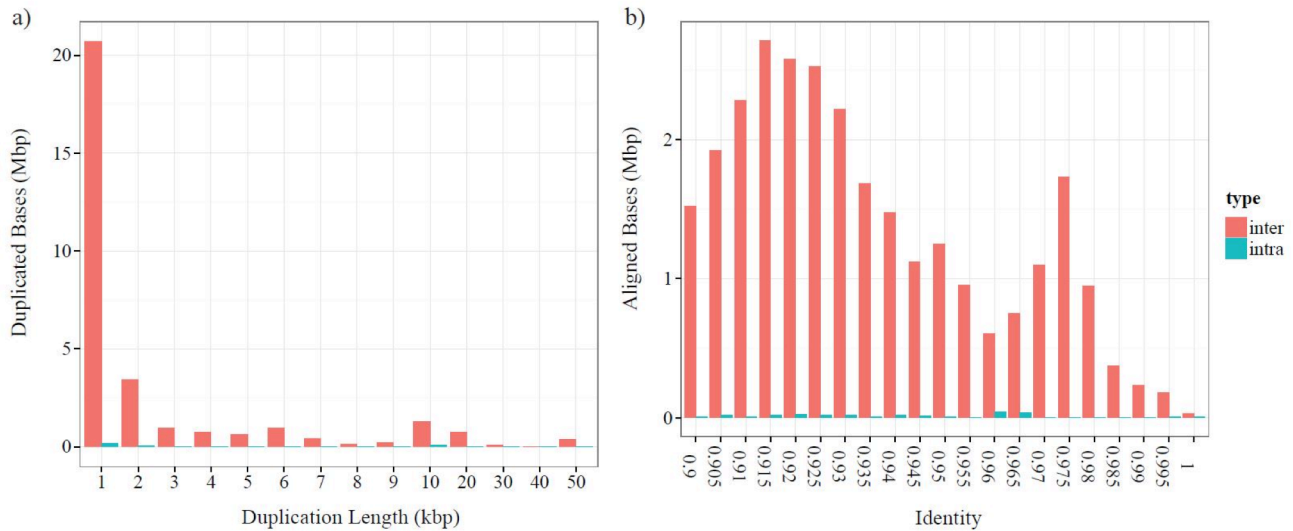 a)
Duplicated Bases (Mbp)
20
15
10
5
0
1 2 3 4 5 6 7 8 9 10 20 30 40 50
Duplication Length (kbp)
b)
Aligned Bases (Mbp)
2
1
0
0.9 0.905 0.91 0.915 0.92 0.925 0.93 0.935 0.94 0.945 0.95 0.955 0.96 0.965 0.97 0.975 0.98 0.985 0.99 0.995 1
Identity
type
inter
intra